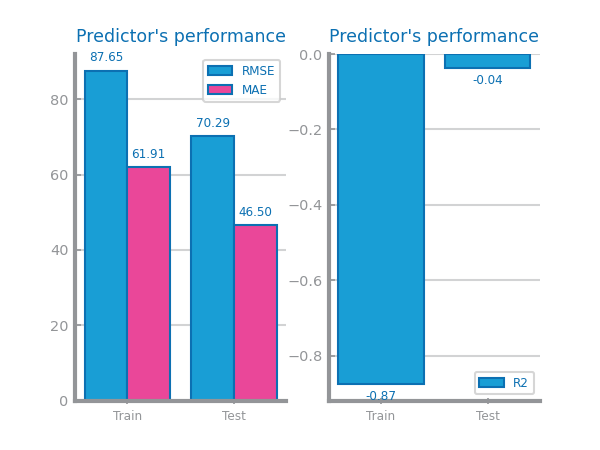 Predictor's performance
87.65
61.91
70.29
46.50
RMSE
MAE
80
60
40
20
0
Train
Test
Predictor's performance
0.0
−0.2
−0.4
−0.6
−0.8
-0.04
-0.87
R2
Train
Test